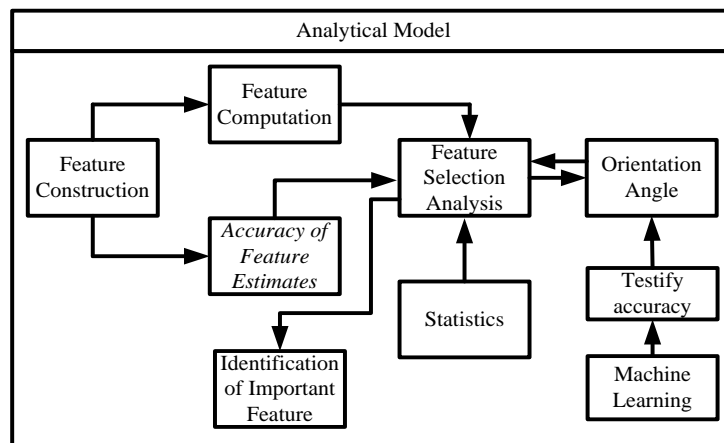 Analytical Model
Feature
Computation
Feature
Construction
Feature
Selection
Analysis
Orientation
Angle
Accuracy of
Feature
Estimates
Statistics
Testify
accuracy
Identification
of Important
Feature
Machine
Learning